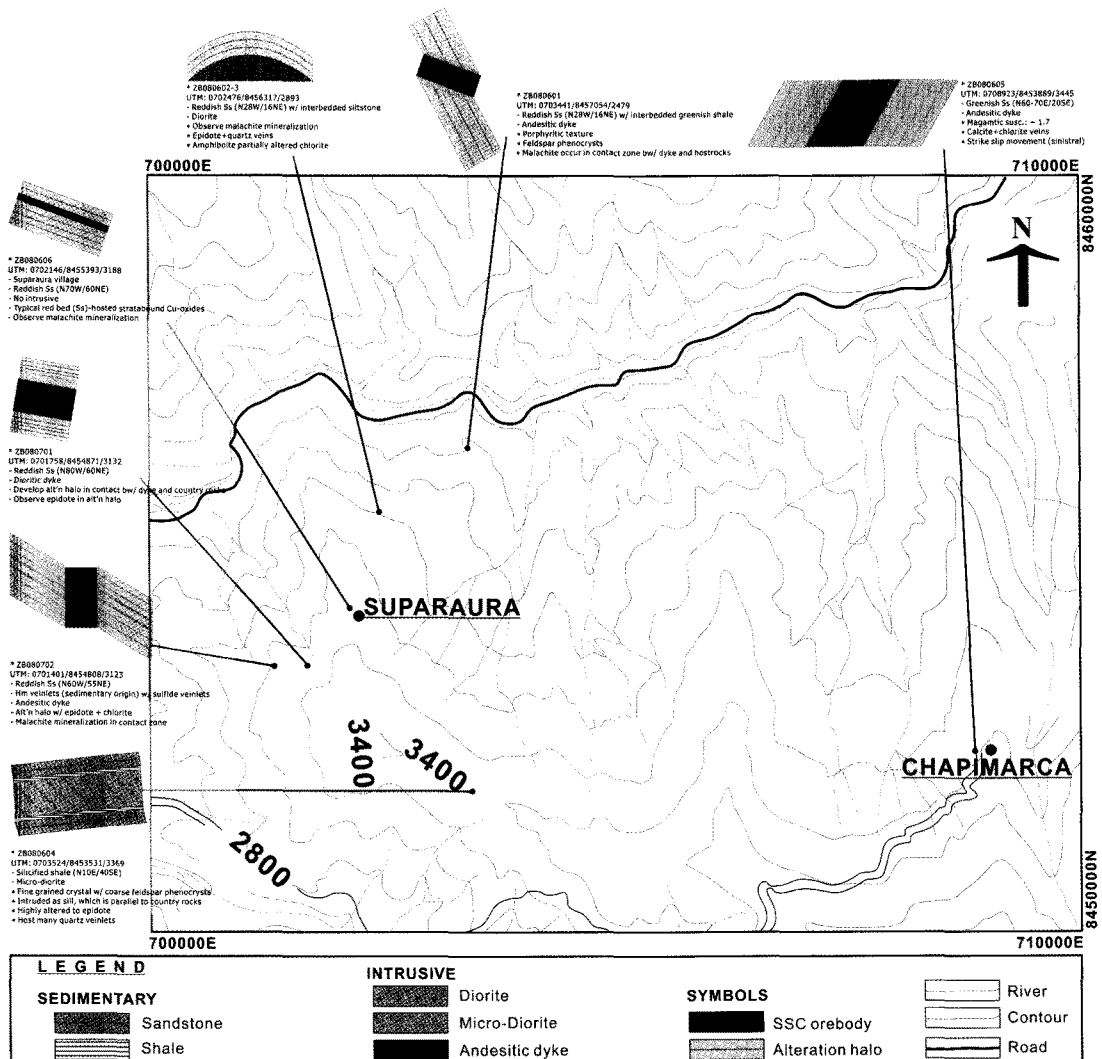 * ZB080602-3
UTM: 0702476/8456317/2893
- Reddish Ss (N28W/16NE) w/ interbedded siltstone
- Diorite
+ Observe malachite mineralization
+ Epidote+quartz veins
+ Amphibolte partially altered chlorite
* ZB080601
UTM: 0703441/8457054/2479
- Reddish Ss (N28W/16NE) w/ interbedded greenish shale
- Andesitic dyke
+ Porphyritic texture
+ Feldspar phenocrysts
+ Malachite occur in contact zone bw/ dyke and hostrocks
* ZB080605
UTM: 0708923/8453889/3445
- Greenish Ss (N60-70E/20SE)
- Andesitic dyke
+ Magamtic susc.: ~ 1.7
+ Calcite+chlorite veins
+ Strike slip movement (sinistral)
700000E
710000E
8460000N
N
* ZB080606
UTM: 0702146/8455393/3188
- Suparaura village
- Reddish Ss (N70W/60NE)
- No intrusive
- Typical red bed (Ss)-hosted stratabound Cu-oxides
- Observe malachite mineralization
* ZB080701
UTM: 0701758/8454871/3132
- Reddish Ss (N80W/60NE)
- Dioritic dyke
- Develop alt'n halo in contact bw/ dyke and country rocks
- Observe epidote in alt'n halo
* ZB080702
UTM: 0701401/8454808/3123
- Reddish Ss (N60W/55NE)
- Hm veinlets (sedimentary origin) w/ sulfide veinlets
- Andesitic dyke
- Alt'n halo w/ epidote + chlorite
- Malachite mineralization in contact zone
* ZB080604
UTM: 0703524/8453531/3369
- Silicified shale (N10E/40SE)
- Micro-diorite
+ Fine grained crystal w/ coarse feldspar phenocrysts
+ Intruded as sill, which is parallel to country rocks
+ Highly altered to epidote
+ Host many quartz veinlets
SUPARAURA
3400
3400
CHAPIMARCA
2800
8450000N
700000E
710000E
LEGEND
SEDIMENTARY
Sandstone
Shale
INTRUSIVE
Diorite
Micro-Diorite
Andesitic dyke
SYMBOLS
SSC orebody
Alteration halo
River
Contour
Road